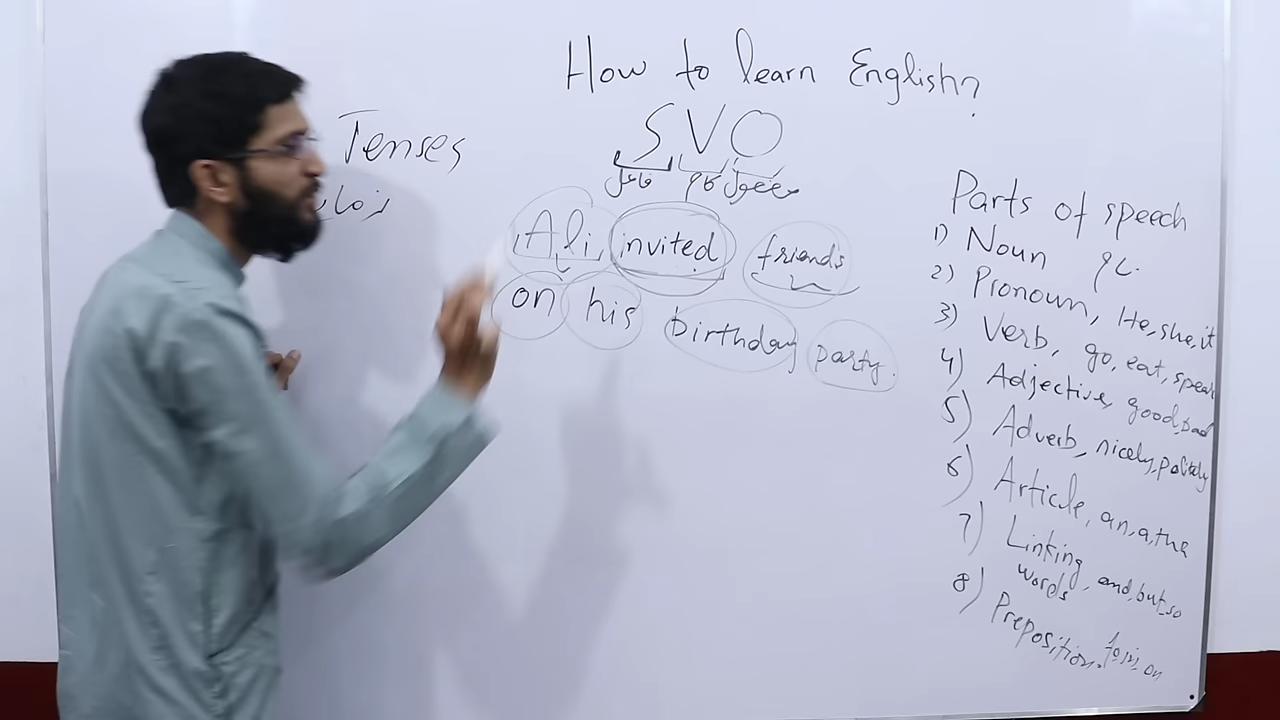 How to learn English?
SVO
فاعل کام مفعول
Tenses
Ali invited friends
on his birthday party.
Parts of speech
1) Noun
2) Pronoun, He, she, it
3) Verb, go, eat, speak
4) Adjective, good, bad
5) Adverb, nicely, politely
6) Article, an, a, the
7) Linking
words, and, but, so
8) Preposition. to, in, on